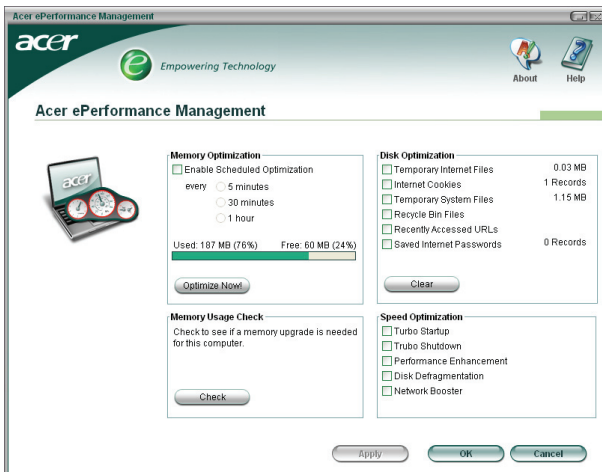 Acer ePerformance Management
acer
e
Empowering Technology
About
Help
Acer ePerformance Management
acer
Memory Optimization
Enable Scheduled Optimization
every
5 minutes
30 minutes
1 hour
Used: 187 MB (76%) Free: 60 MB (24%)
Optimize Now!
Disk Optimization
Temporary Internet Files 0.03 MB
Internet Cookies 1 Records
Temporary System Files 1.15 MB
Recycle Bin Files
Recently Accessed URLs
Saved Internet Passwords 0 Records
Clear
Memory Usage Check
Check to see if a memory upgrade is needed
for this computer.
Check
Speed Optimization
Turbo Startup
Trubo Shutdown
Performance Enhancement
Disk Defragmentation
Network Booster
Apply
OK
Cancel